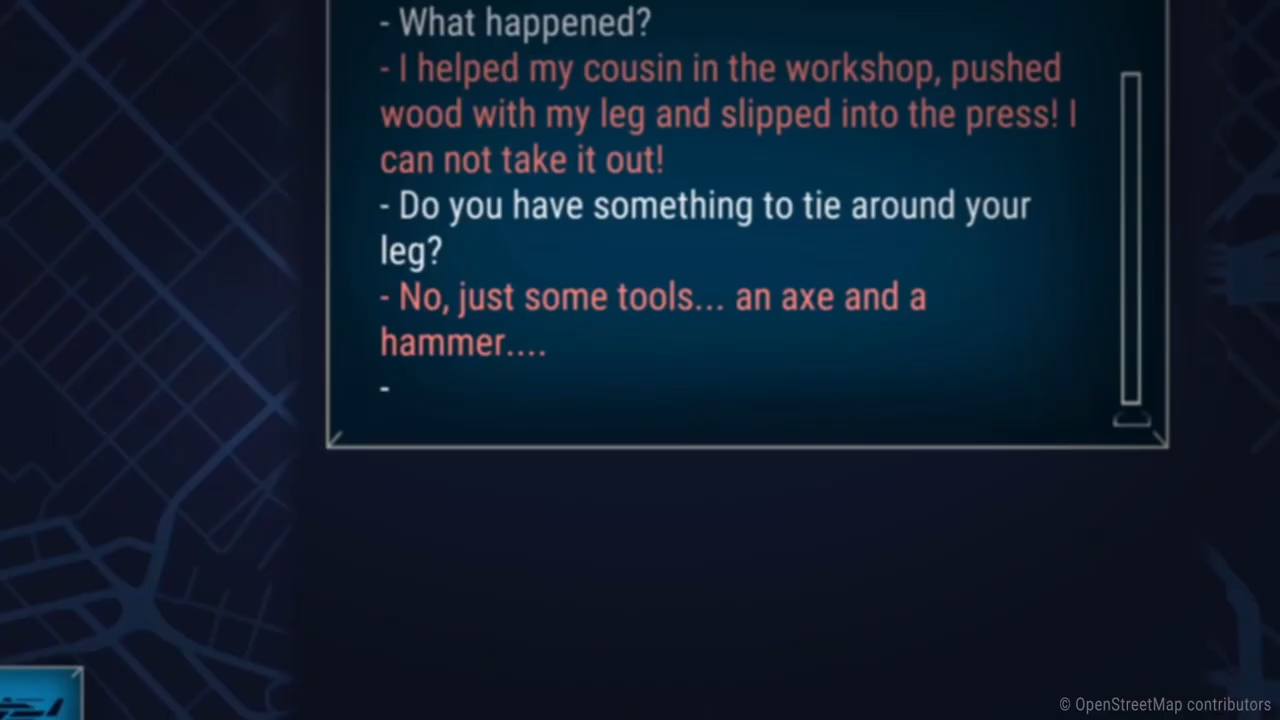 - What happened?
- I helped my cousin in the workshop, pushed
wood with my leg and slipped into the press! I
can not take it out!
- Do you have something to tie around your
leg?
- No, just some tools... an axe and a
hammer....
-
© OpenStreetMap contributors